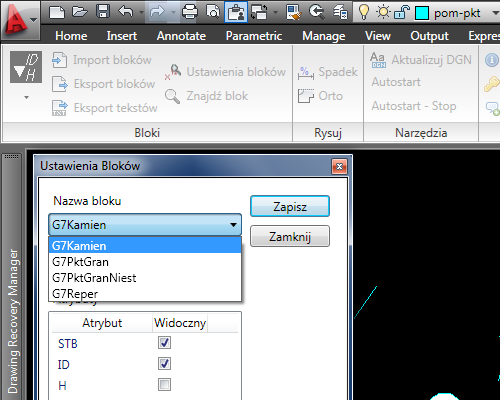 pom-pkt
Home Insert Annotate Parametric Manage View Output Expres
ID
H
Import bloków
Eksport bloków
Eksport tekstów
Ustawienia bloków
Znajdź blok
Spadek
Orto
Aktualizuj DGN
Autostart
Autostart - Stop
Bloki Rysuj Narzędzia
Drawing Recovery Manager
Ustawienia Bloków
Nazwa bloku
G7Kamien
Zapisz
Zamknij
G7Kamien
G7PktGran
G7PktGranNiest
G7Reper
Atrybut Widoczny
STB
ID
H